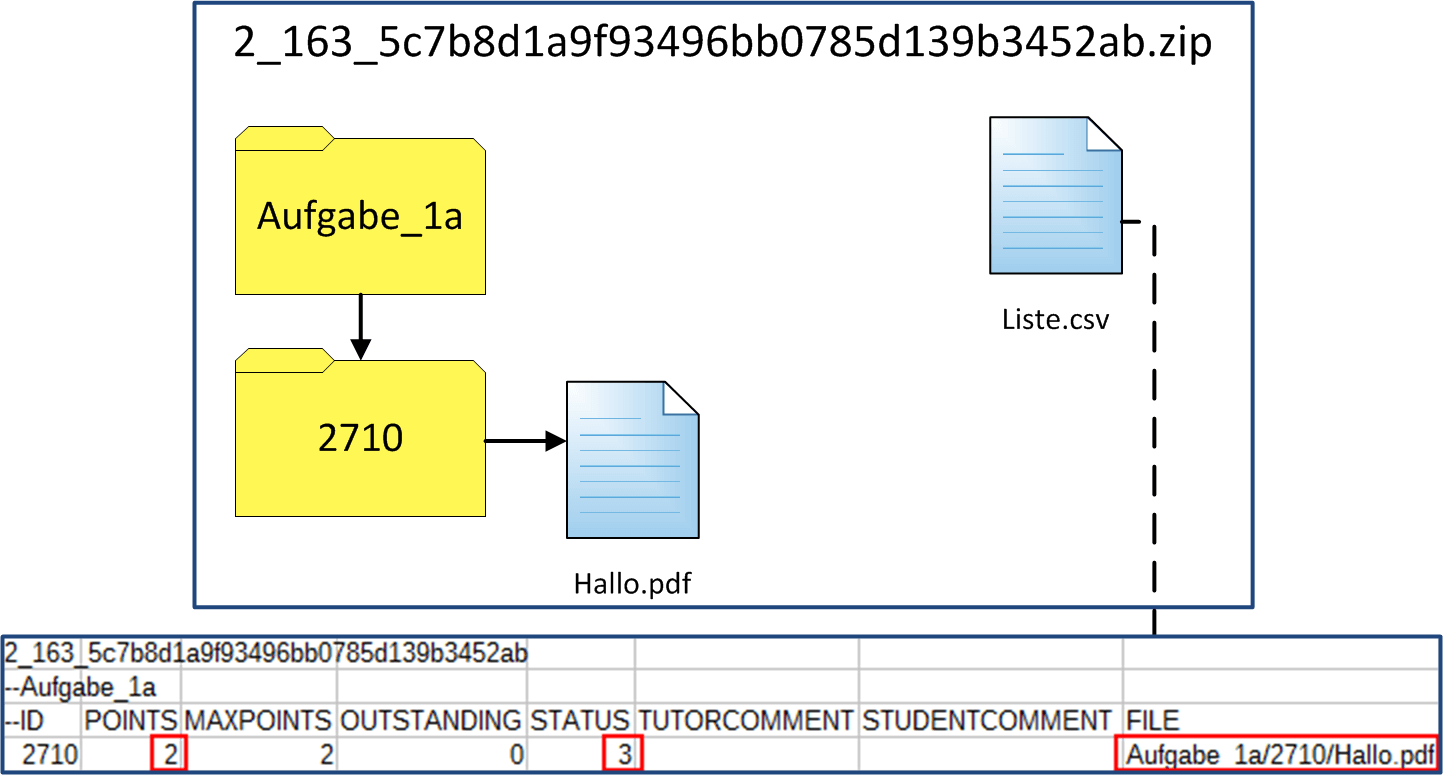 2_163_5c7b8d1a9f93496bb0785d139b3452ab.zip
Aufgabe_1a
Liste.csv
2710
Hallo.pdf
2_163_5c7b8d1a9f93496bb0785d139b3452ab
--Aufgabe_1a
--ID POINTS MAXPOINTS OUTSTANDING STATUS TUTORCOMMENT STUDENTCOMMENT FILE
2710 2 2 0 3 Aufgabe_1a/2710/Hallo.pdf